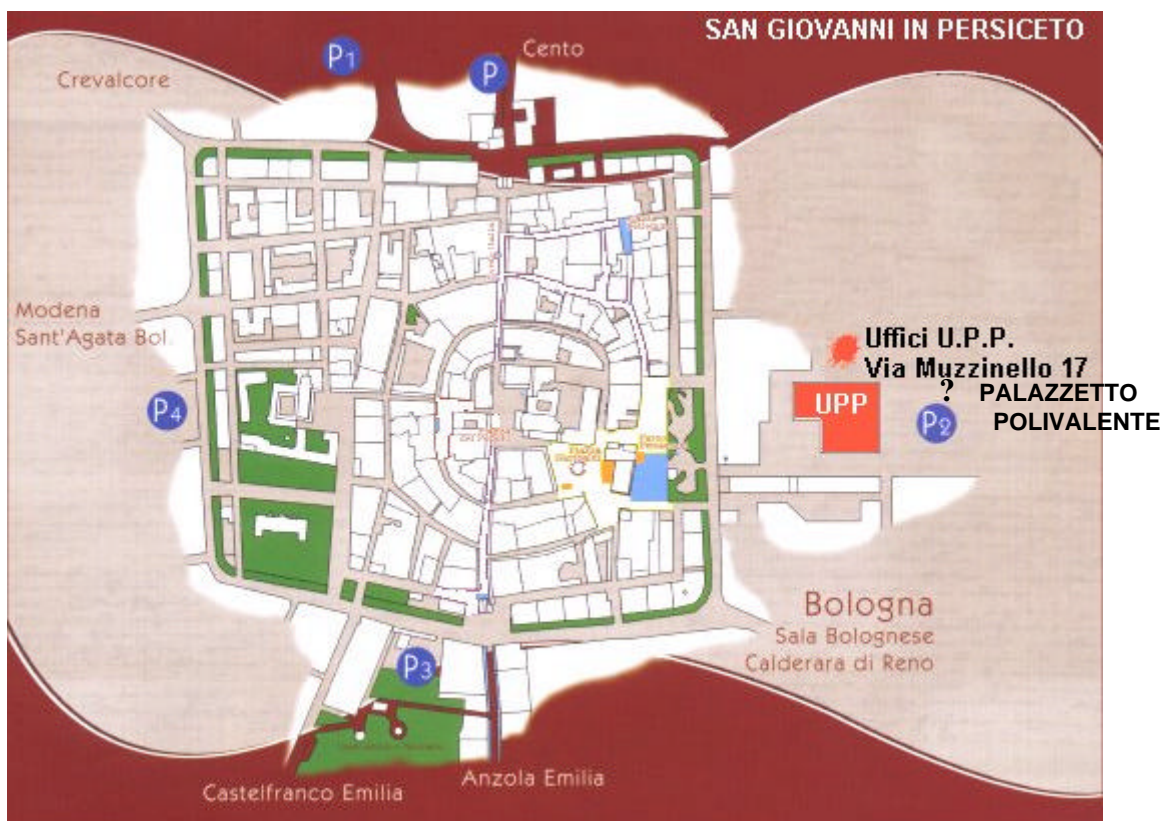 SAN GIOVANNI IN PERSICETO
P1
P
Cento
Crevalcore
Modena
Sant'Agata Bol.
Uffici U.P.P.
Via Muzzinello 17
? PALAZZETTO
POLIVALENTE
UPP
P2
P4
Bologna
Sala Bolognese
Calderara di Reno
P3
Anzola Emilia
Castelfranco Emilia